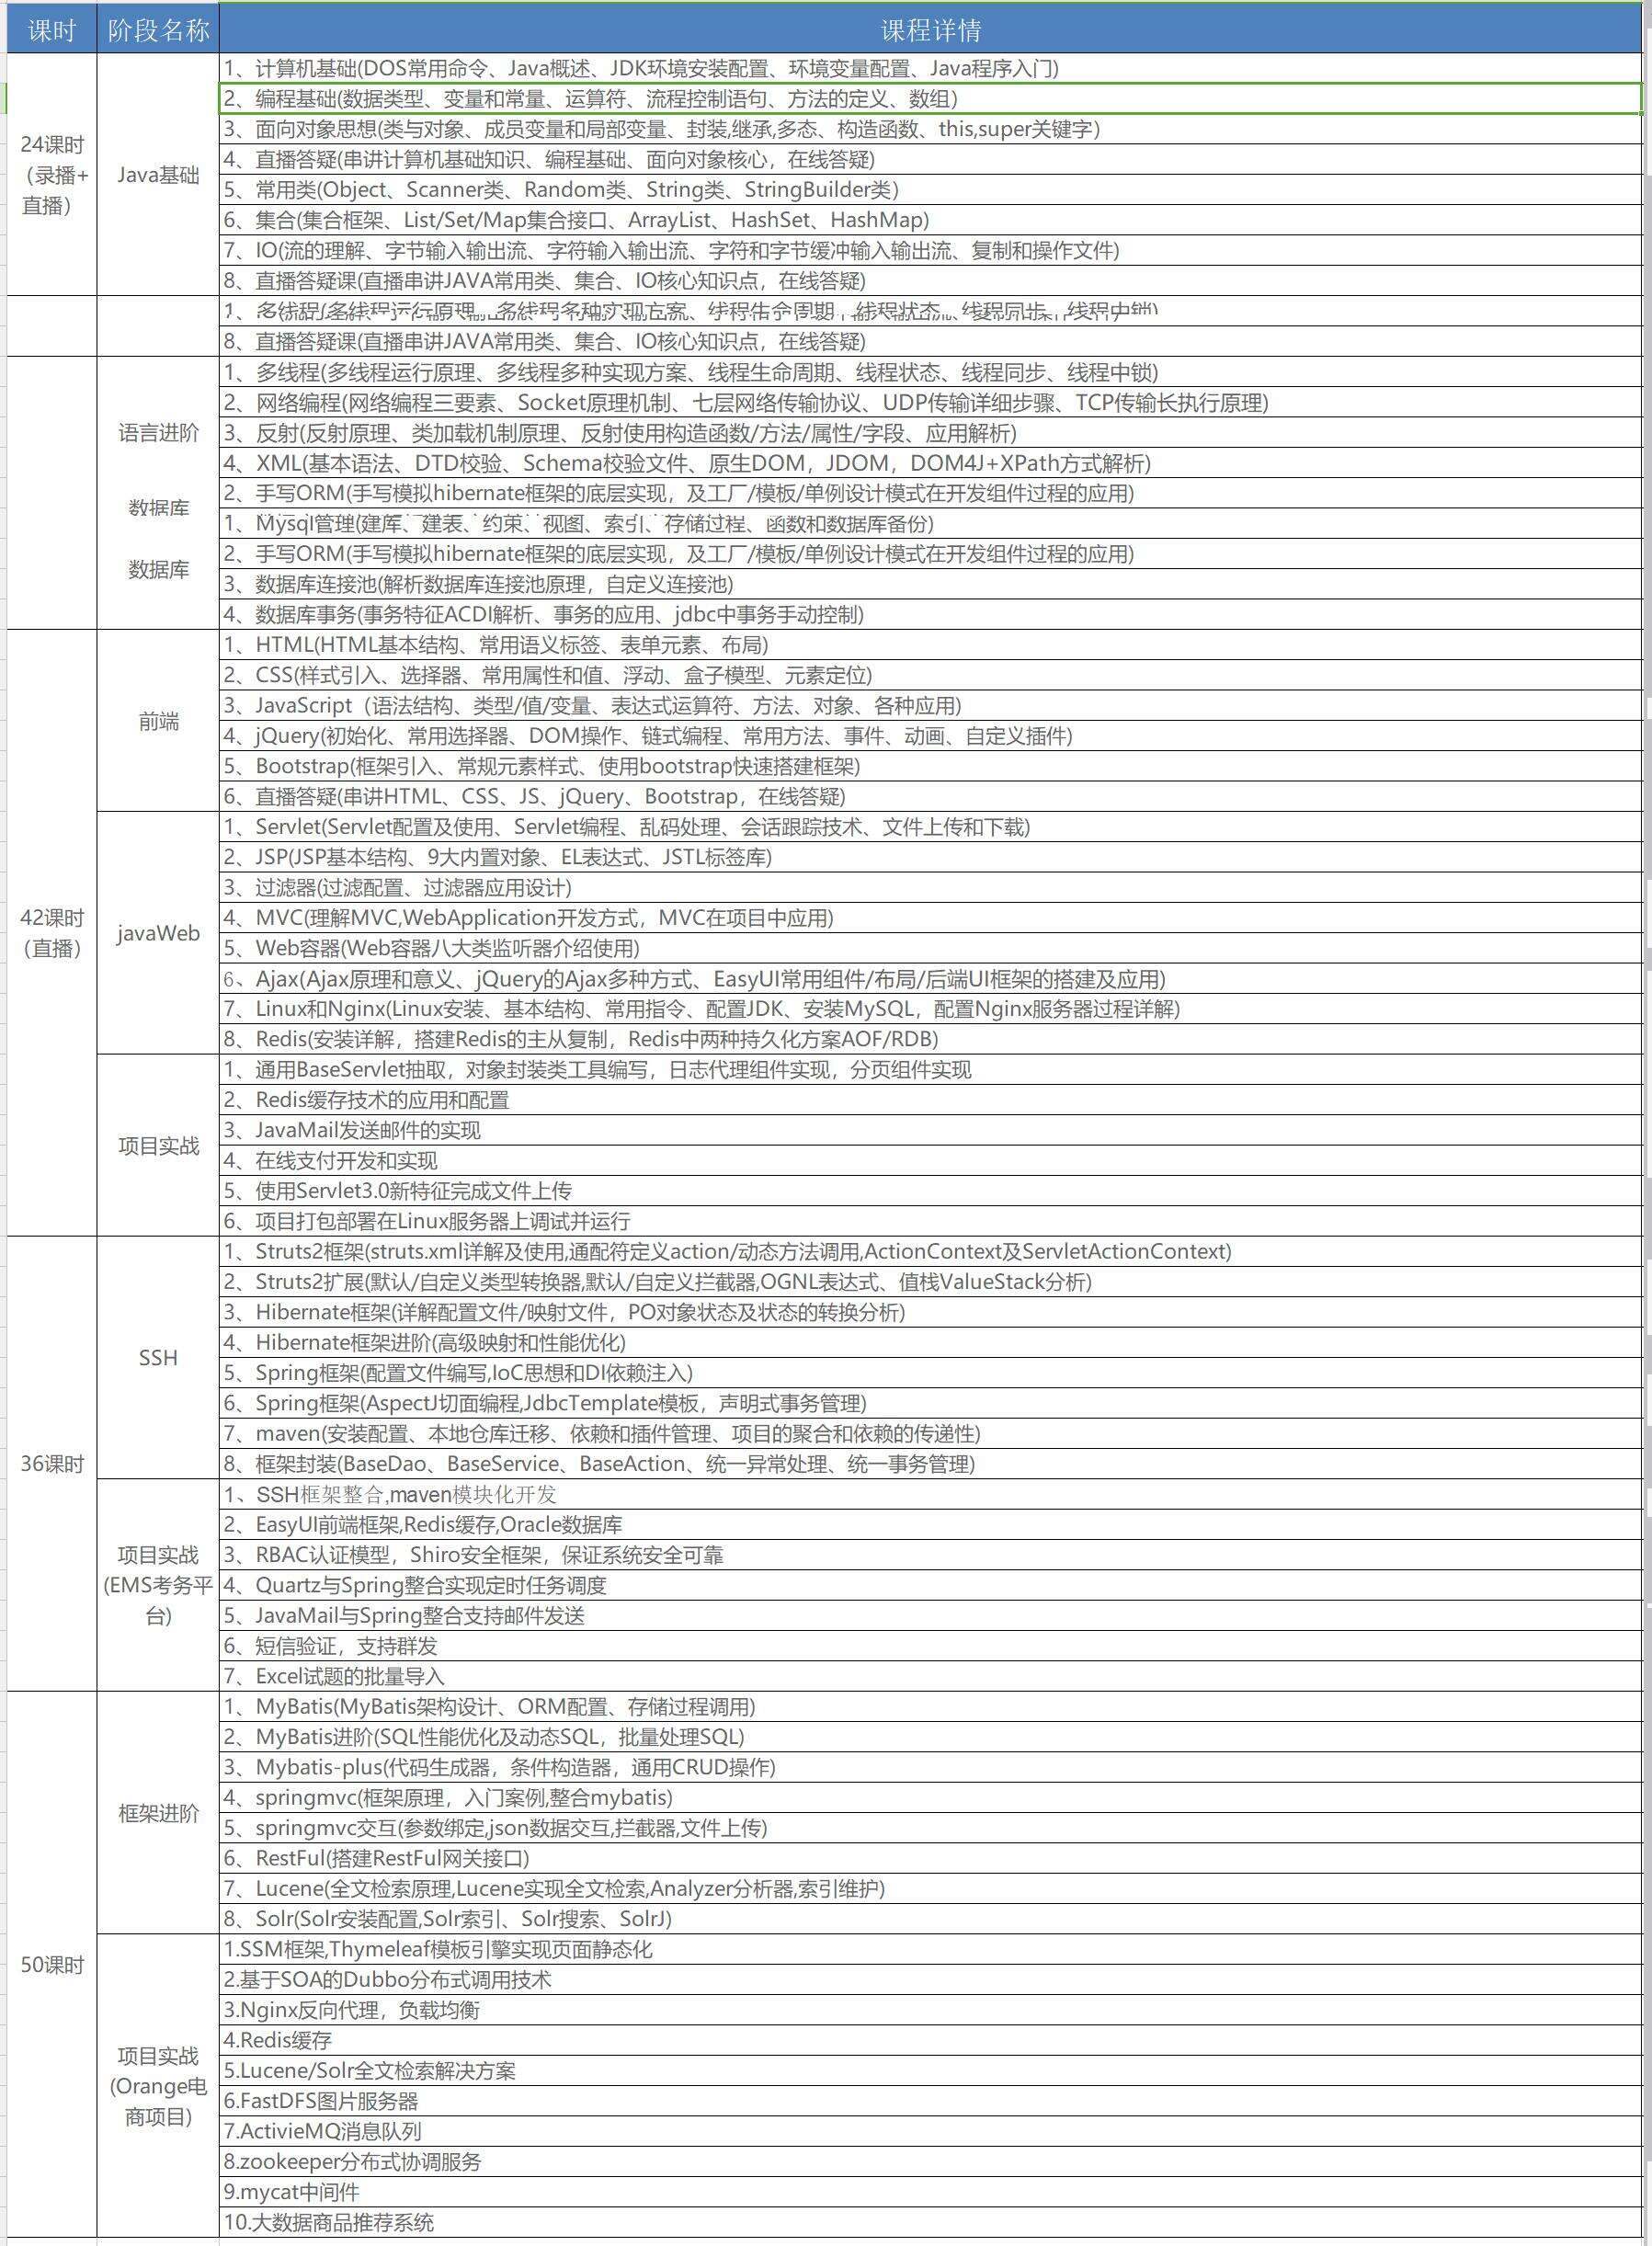 课时 阶段名称 课程详情
24课时
（录播+
直播）
Java基础
1、计算机基础(DOS常用命令、Java概述、JDK环境安装配置、环境变量配置、Java程序入门)
2、编程基础(数据类型、变量和常量、运算符、流程控制语句、方法的定义、数组)
3、面向对象思想(类与对象、成员变量和局部变量、封装,继承,多态、构造函数、this,super关键字)
4、直播答疑(串讲计算机基础知识、编程基础、面向对象核心，在线答疑)
5、常用类(Object、Scanner类、Random类、String类、StringBuilder类)
6、集合(集合框架、List/Set/Map集合接口、ArrayList、HashSet、HashMap)
7、IO(流的理解、字节输入输出流、字符输入输出流、字符和字节缓冲输入输出流、复制和操作文件)
8、直播答疑课(直播串讲JAVA常用类、集合、IO核心知识点，在线答疑)
1、多线程(多线程运行原理、多线程多种实现方案、线程生命周期、线程状态、线程同步、线程中锁)
8、直播答疑课(直播串讲JAVA常用类、集合、IO核心知识点，在线答疑)
语言进阶
1、多线程(多线程运行原理、多线程多种实现方案、线程生命周期、线程状态、线程同步、线程中锁)
2、网络编程(网络编程三要素、Socket原理机制、七层网络传输协议、UDP传输详细步骤、TCP传输长执行原理)
3、反射(反射原理、类加载机制原理、反射使用构造函数/方法/属性/字段、应用解析)
4、XML(基本语法、DTD校验、Schema校验文件、原生DOM，JDOM，DOM4J+XPath方式解析)
数据库
2、手写ORM(手写模拟hibernate框架的底层实现，及工厂/模板/单例设计模式在开发组件过程的应用)
1、Mysql管理(建库、建表、约束、视图、索引、存储过程、函数和数据库备份)
数据库
2、手写ORM(手写模拟hibernate框架的底层实现，及工厂/模板/单例设计模式在开发组件过程的应用)
3、数据库连接池(解析数据库连接池原理，自定义连接池)
4、数据库事务(事务特征ACDI解析、事务的应用、jdbc中事务手动控制)
42课时
（直播）
前端
1、HTML(HTML基本结构、常用语义标签、表单元素、布局)
2、CSS(样式引入、选择器、常用属性和值、浮动、盒子模型、元素定位)
3、JavaScript（语法结构、类型/值/变量、表达式运算符、方法、对象、各种应用)
4、jQuery(初始化、常用选择器、DOM操作、链式编程、常用方法、事件、动画、自定义插件)
5、Bootstrap(框架引入、常规元素样式、使用bootstrap快速搭建框架)
6、直播答疑(串讲HTML、CSS、JS、jQuery、Bootstrap，在线答疑)
javaWeb
1、Servlet(Servlet配置及使用、Servlet编程、乱码处理、会话跟踪技术、文件上传和下载)
2、JSP(JSP基本结构、9大内置对象、EL表达式、JSTL标签库)
3、过滤器(过滤配置、过滤器应用设计)
4、MVC(理解MVC,WebApplication开发方式，MVC在项目中应用)
5、Web容器(Web容器八大类监听器介绍使用)
6、Ajax(Ajax原理和意义、jQuery的Ajax多种方式、EasyUI常用组件/布局/后端UI框架的搭建及应用)
7、Linux和Nginx(Linux安装、基本结构、常用指令、配置JDK、安装MySQL，配置Nginx服务器过程详解)
8、Redis(安装详解，搭建Redis的主从复制，Redis中两种持久化方案AOF/RDB)
项目实战
1、通用BaseServlet抽取，对象封装类工具编写，日志代理组件实现，分页组件实现
2、Redis缓存技术的应用和配置
3、JavaMail发送邮件的实现
4、在线支付开发和实现
5、使用Servlet3.0新特征完成文件上传
6、项目打包部署在Linux服务器上调试并运行
36课时
SSH
1、Struts2框架(struts.xml详解及使用,通配符定义action/动态方法调用,ActionContext及ServletActionContext)
2、Struts2扩展(默认/自定义类型转换器,默认/自定义拦截器,OGNL表达式、值栈ValueStack分析)
3、Hibernate框架(详解配置文件/映射文件，PO对象状态及状态的转换分析)
4、Hibernate框架进阶(高级映射和性能优化)
5、Spring框架(配置文件编写,IoC思想和DI依赖注入)
6、Spring框架(AspectJ切面编程,JdbcTemplate模板，声明式事务管理)
7、maven(安装配置、本地仓库迁移、依赖和插件管理、项目的聚合和依赖的传递性)
8、框架封装(BaseDao、BaseService、BaseAction、统一异常处理、统一事务管理)
项目实战
(EMS考务平
台)
1、SSH框架整合,maven模块化开发
2、EasyUI前端框架,Redis缓存,Oracle数据库
3、RBAC认证模型，Shiro安全框架，保证系统安全可靠
4、Quartz与Spring整合实现定时任务调度
5、JavaMail与Spring整合支持邮件发送
6、短信验证，支持群发
7、Excel试题的批量导入
50课时
框架进阶
1、MyBatis(MyBatis架构设计、ORM配置、存储过程调用)
2、MyBatis进阶(SQL性能优化及动态SQL，批量处理SQL)
3、Mybatis-plus(代码生成器，条件构造器，通用CRUD操作)
4、springmvc(框架原理，入门案例,整合mybatis)
5、springmvc交互(参数绑定,json数据交互,拦截器,文件上传)
6、RestFul(搭建RestFul网关接口)
7、Lucene(全文检索原理,Lucene实现全文检索,Analyzer分析器,索引维护)
8、Solr(Solr安装配置,Solr索引、Solr搜索、SolrJ)
项目实战
(Orange电
商项目)
1.SSM框架,Thymeleaf模板引擎实现页面静态化
2.基于SOA的Dubbo分布式调用技术
3.Nginx反向代理，负载均衡
4.Redis缓存
5.Lucene/Solr全文检索解决方案
6.FastDFS图片服务器
7.ActivieMQ消息队列
8.zookeeper分布式协调服务
9.mycat中间件
10.大数据商品推荐系统